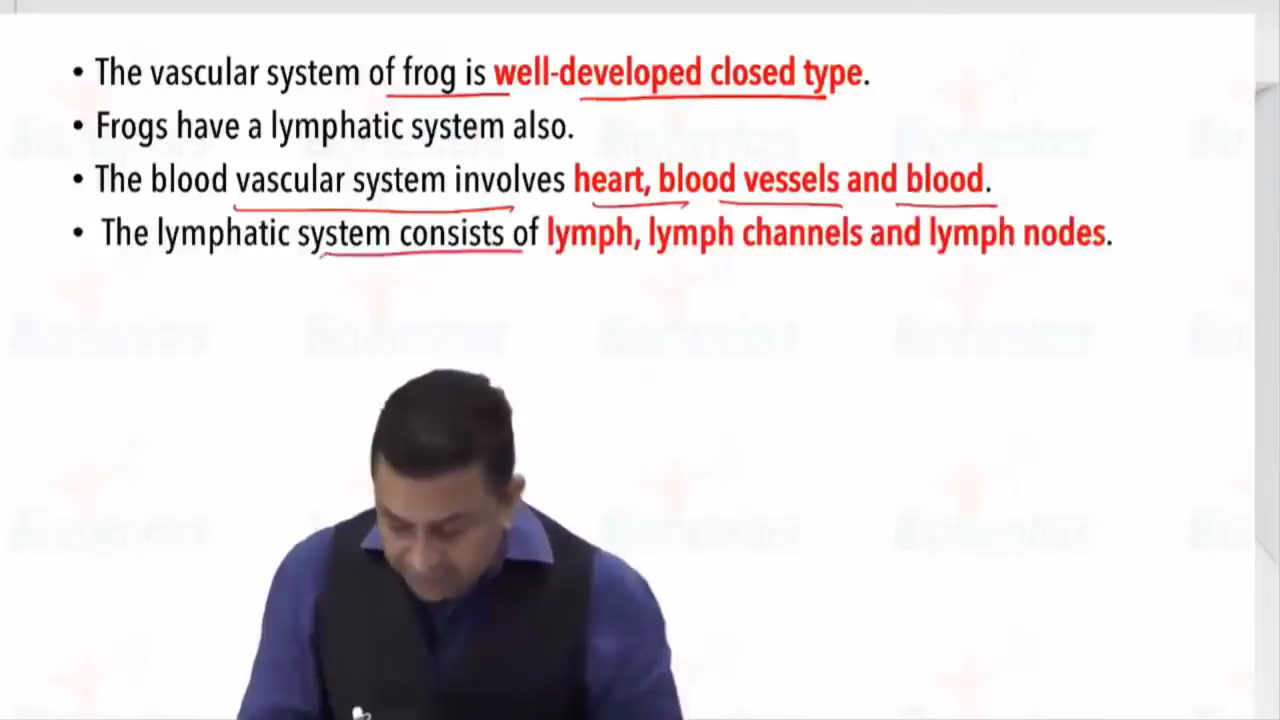 • The vascular system of frog is well-developed closed type.
• Frogs have a lymphatic system also.
• The blood vascular system involves heart, blood vessels and blood.
• The lymphatic system consists of lymph, lymph channels and lymph nodes.